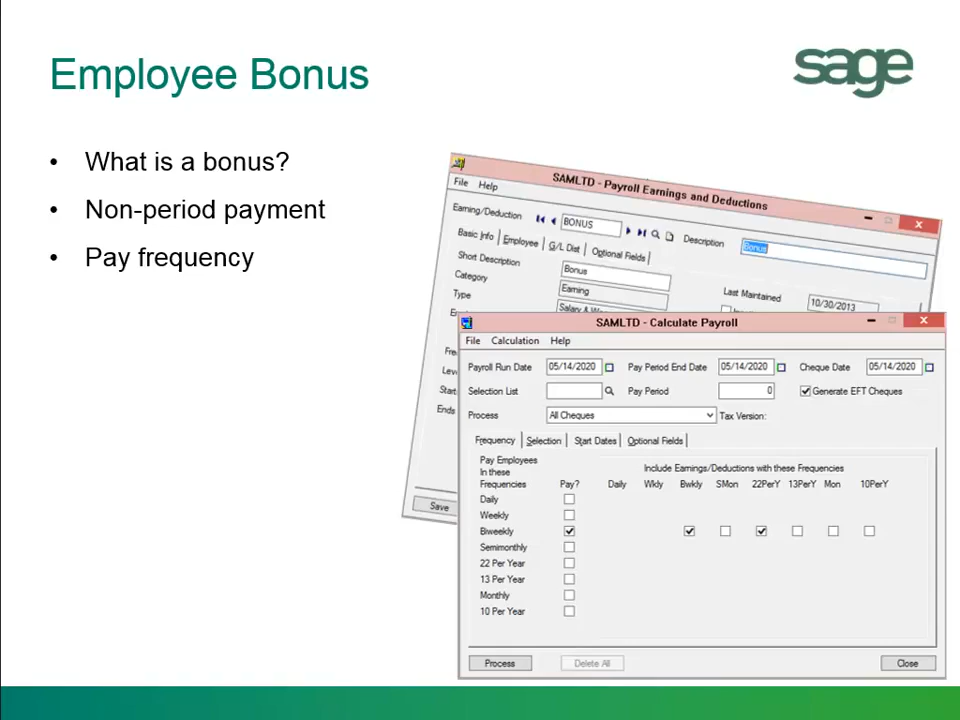 Employee Bonus
sage
• What is a bonus?
• Non-period payment
• Pay frequency
SAMLTD - Payroll Earnings and Deductions
File Help
Earning/Deduction BONUS Description Bonus
Basic Info Employee G/L Dist Optional Fields
Short Description Bonus
Category Earning
Last Maintained 10/30/2013
Type Salary & Wa
Ends
Save
SAMLTD - Calculate Payroll
File Calculation Help
Payroll Run Date 05/14/2020 Pay Period End Date 05/14/2020 Cheque Date 05/14/2020
Selection List Pay Period 0 Generate EFT Cheques
Process All Cheques Tax Version:
Frequency Selection Start Dates Optional Fields
Pay Employees
In these
Frequencies Pay?
Include Earnings/Deductions with these Frequencies
Daily Wkly Bwkly SMon 22PerY 13PerY Mon 10PerY
Daily
Weekly
Biweekly
Semimonthly
22 Per Year
13 Per Year
Monthly
10 Per Year
Process Delete All Close